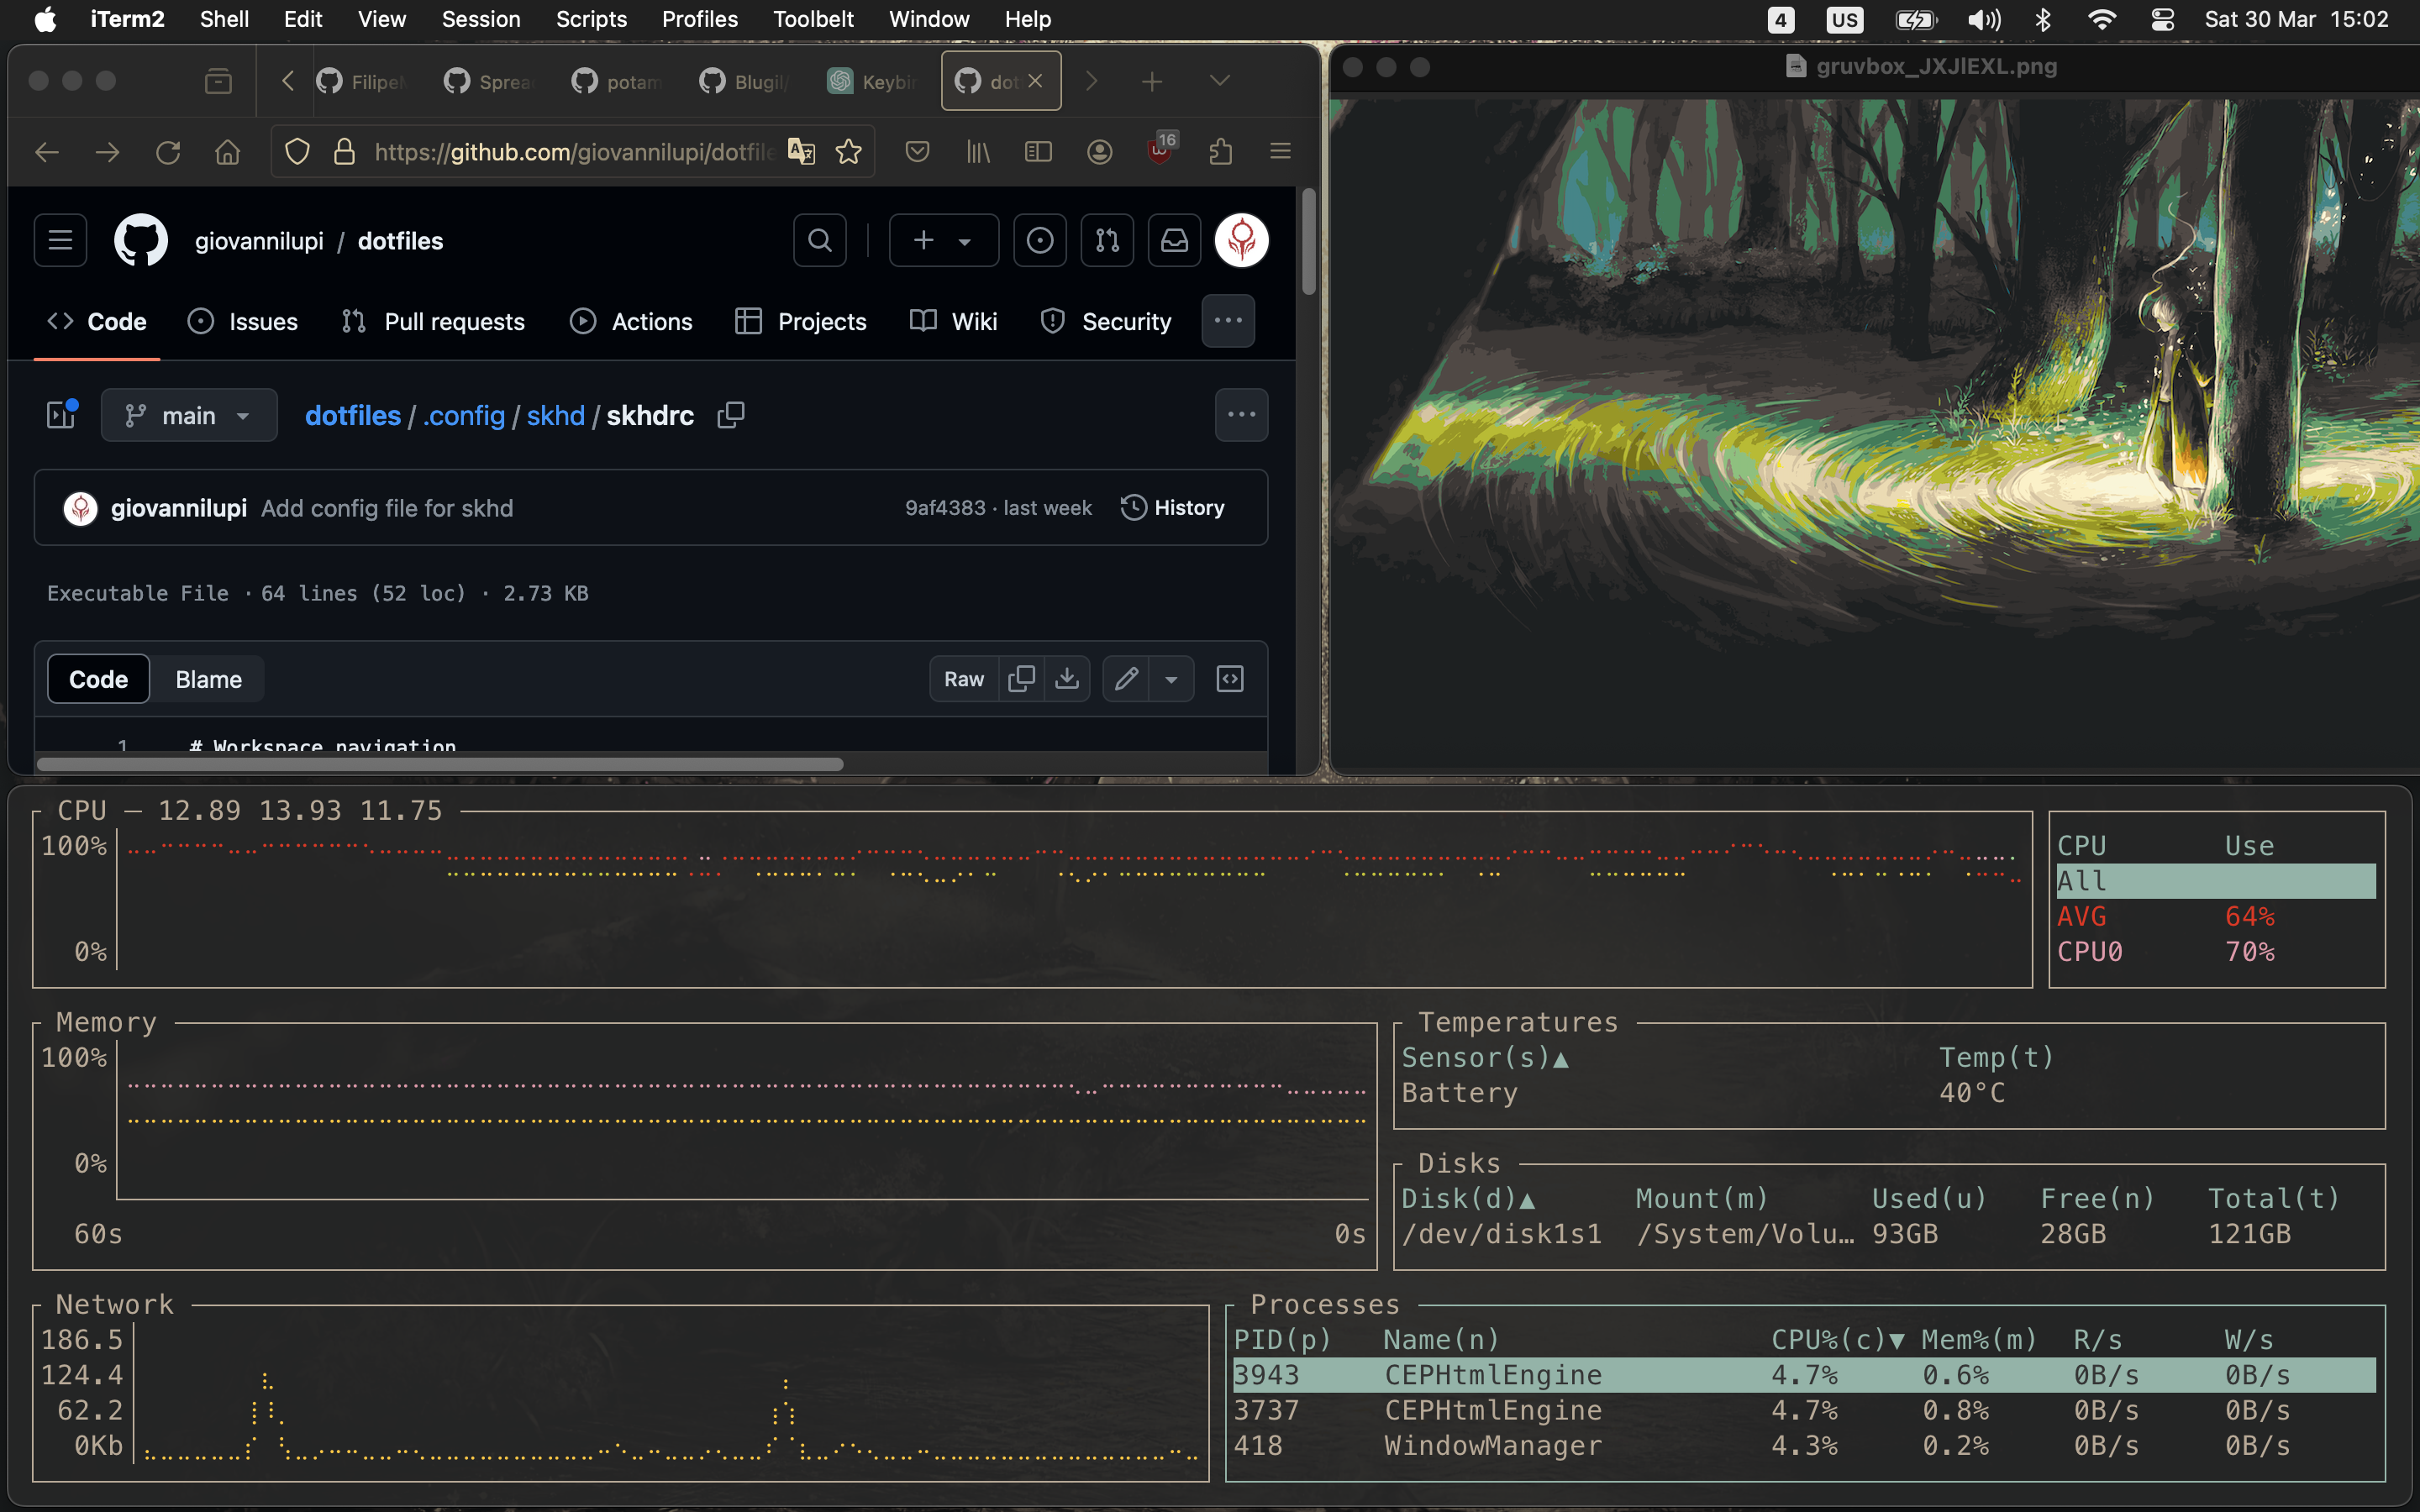 iTerm2 Shell Edit View Session Scripts Profiles Toolbelt Window Help 4 US Sat 30 Mar 15:02
Filipe Sprea potam Blugil/ Keybir dot
gruvbox_JXJlEXL.png
https://github.com/giovannilupi/dotfile 16
giovannilupi / dotfiles
Code Issues Pull requests Actions Projects Wiki Security
main dotfiles / .config / skhd / skhdrc
giovannilupi Add config file for skhd 9af4383 · last week History
Executable File · 64 lines (52 loc) · 2.73 KB
Code Blame Raw
1 # Workspace navigation
CPU — 12.89 13.93 11.75
100%
0%
CPU Use
All
AVG 64%
CPU0 70%
Memory
100%
0%
60s 0s
Temperatures
Sensor(s)▲ Temp(t)
Battery 40°C
Disks
Disk(d)▲ Mount(m) Used(u) Free(n) Total(t)
/dev/disk1s1 /System/Volu… 93GB 28GB 121GB
Network
186.5
124.4
62.2
0Kb
Processes
PID(p) Name(n) CPU%(c)▼ Mem%(m) R/s W/s
3943 CEPHtmlEngine 4.7% 0.6% 0B/s 0B/s
3737 CEPHtmlEngine 4.7% 0.8% 0B/s 0B/s
418 WindowManager 4.3% 0.2% 0B/s 0B/s